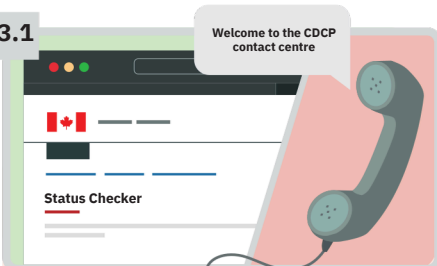 3.1
Welcome to the CDCP
contact centre
Status Checker